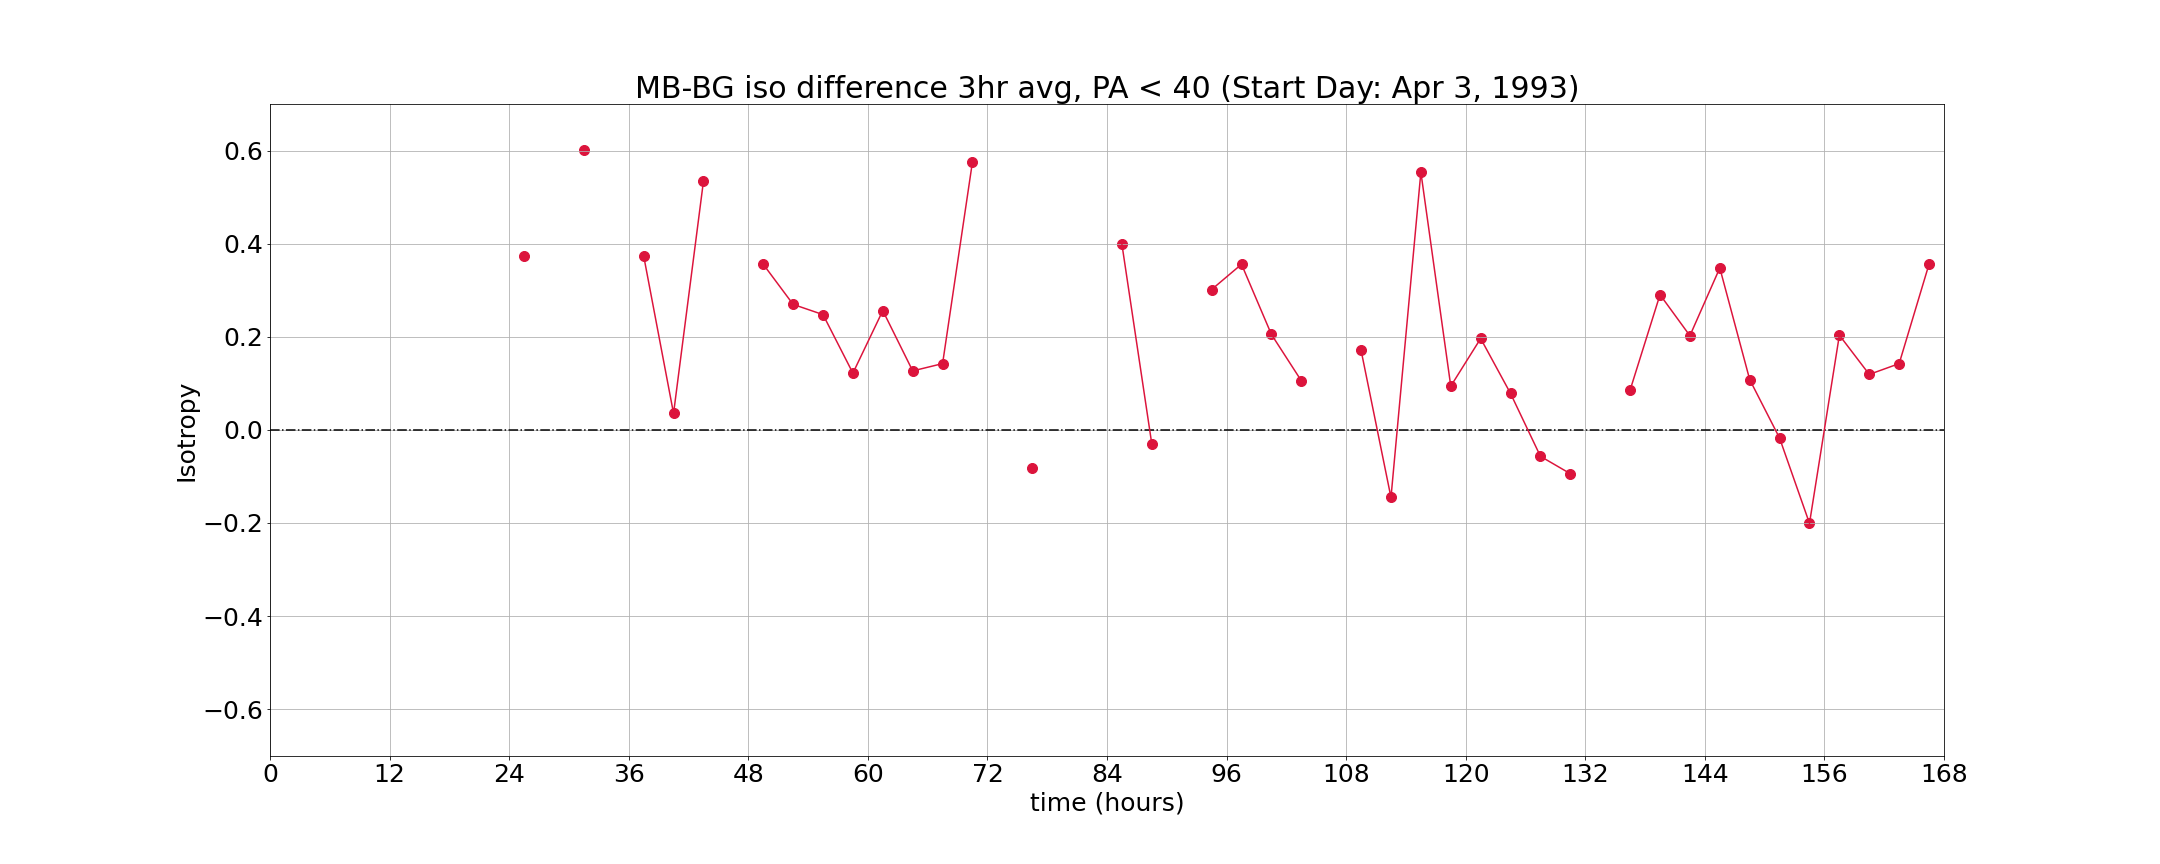 MB-BG iso difference 3hr avg, PA < 40 (Start Day: Apr 3, 1993)
0.6
0.4
0.2
0.0
−0.2
−0.4
−0.6
Isotropy
0 12 24 36 48 60 72 84 96 108 120 132 144 156 168
time (hours)